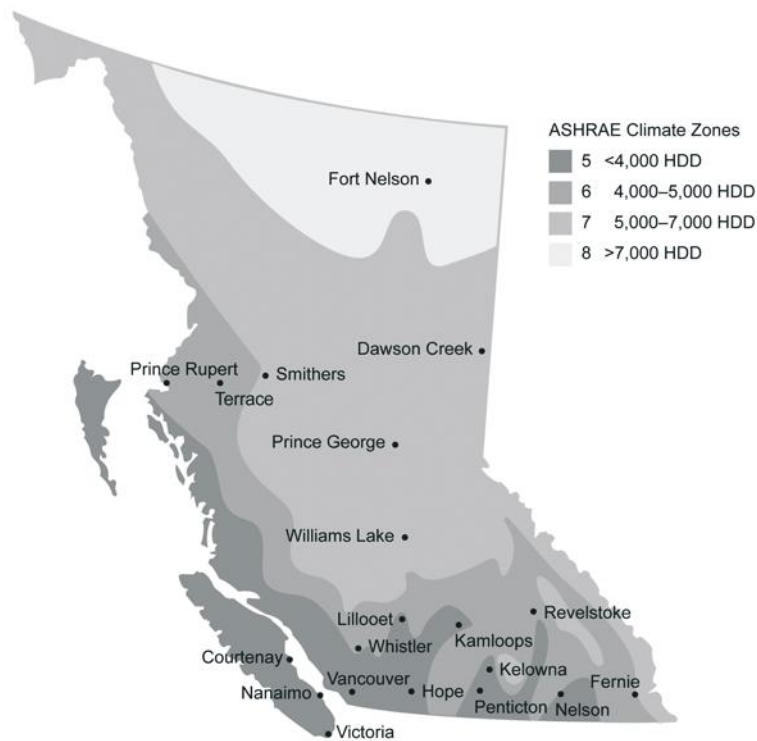 ASHRAE Climate Zones
5 <4,000 HDD
6 4,000–5,000 HDD
7 5,000–7,000 HDD
8 >7,000 HDD
Fort Nelson
Dawson Creek
Prince Rupert
Smithers
Terrace
Prince George
Williams Lake
Lillooet
Revelstoke
Kamloops
Whistler
Courtenay
Kelowna
Vancouver
Fernie
Nanaimo
Hope
Penticton
Nelson
Victoria